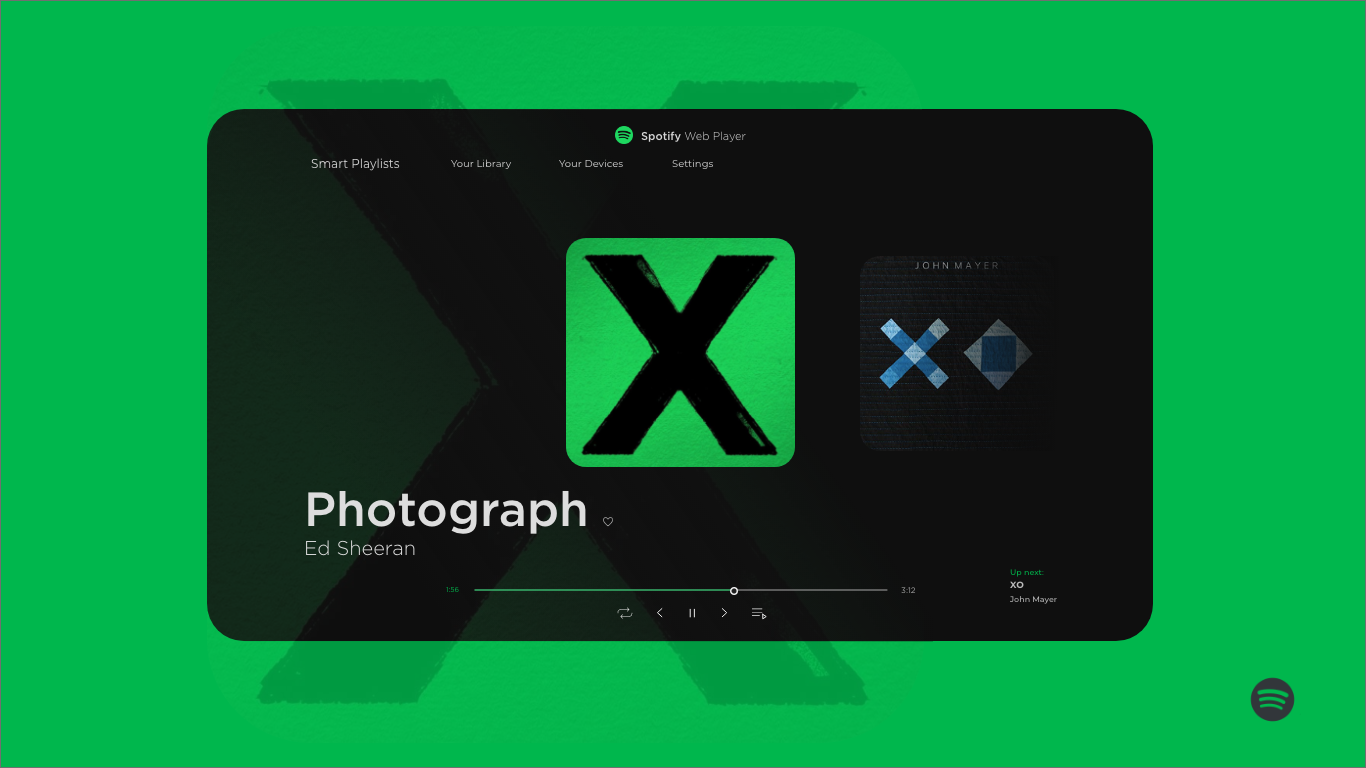 Spotify Web Player
Smart Playlists
Your Library
Your Devices
Settings
X
JOHN MAYER
XO
Photograph
Ed Sheeran
1:56
3:12
Up next:
XO
John Mayer